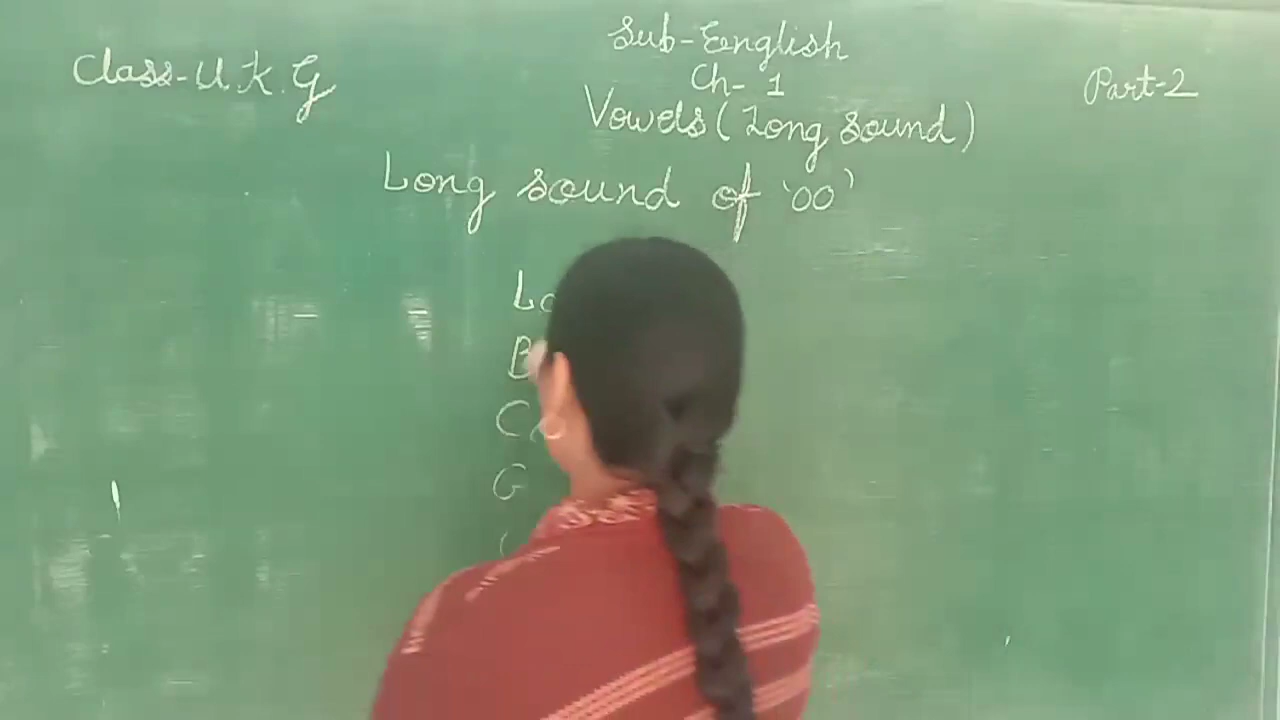 Sub-English
Class-U.K.G
Ch-1
Part-2
Vowels (Long sound)
Long sound of 'oo'